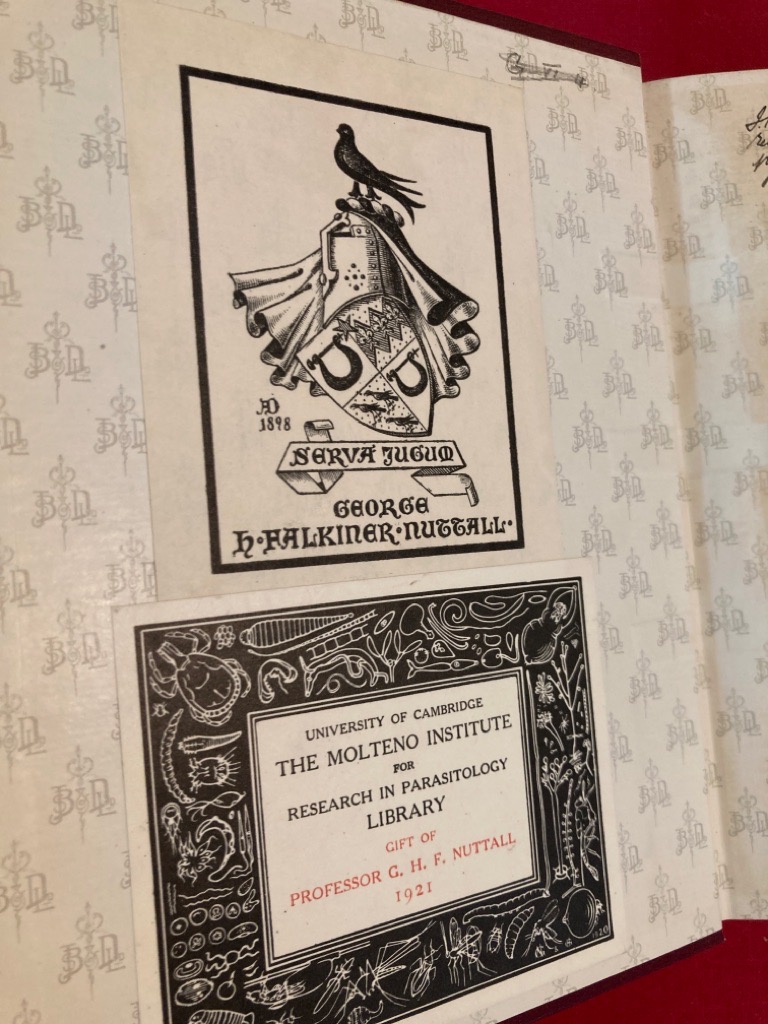 AD
1898
SERVA JUGUM
GEORGE
H·FALKINER·NUTTALL·
UNIVERSITY OF CAMBRIDGE
THE MOLTENO INSTITUTE
FOR
RESEARCH IN PARASITOLOGY
LIBRARY
GIFT OF
PROFESSOR G. H. F. NUTTALL
1921